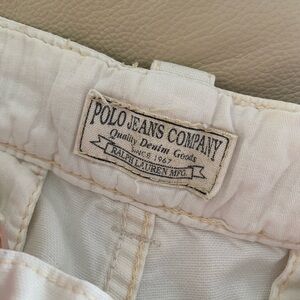 POLO JEANS COMPANY
Quality Denim Goods
SINCE 1967
RALPH LAUREN MFG.